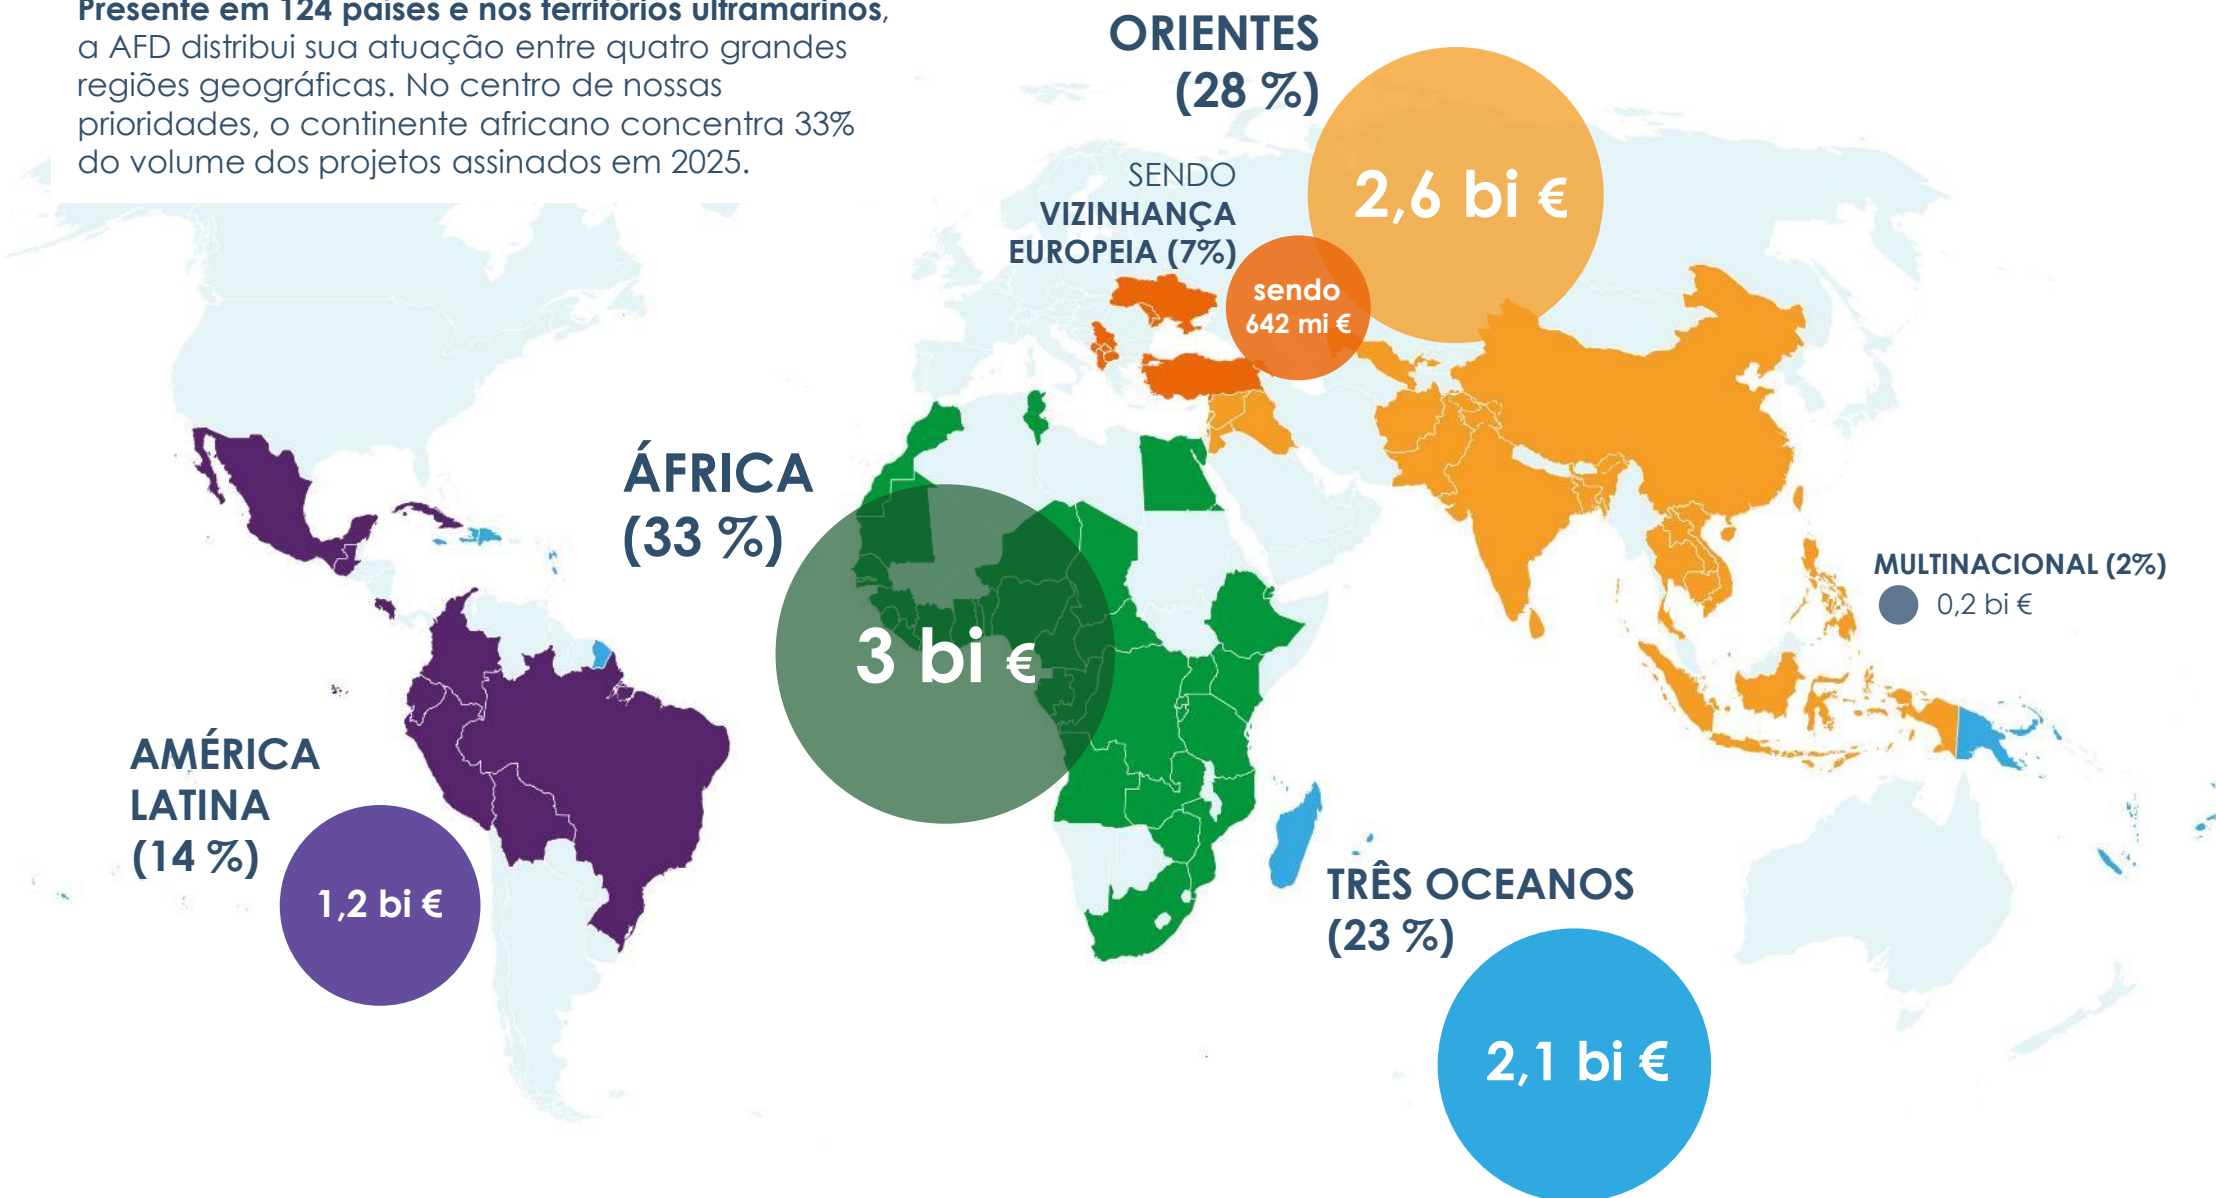 Presente em 124 países e nos territórios ultramarinos,
a AFD distribui sua atuação entre quatro grandes
regiões geográficas. No centro de nossas
prioridades, o continente africano concentra 33%
do volume dos projetos assinados em 2025.
ORIENTES
(28 %)
2,6 bi €
SENDO
VIZINHANÇA
EUROPEIA (7%)
sendo
642 mi €
ÁFRICA
(33 %)
3 bi €
MULTINACIONAL (2%)
0,2 bi €
AMÉRICA
LATINA
(14 %)
1,2 bi €
TRÊS OCEANOS
(23 %)
2,1 bi €